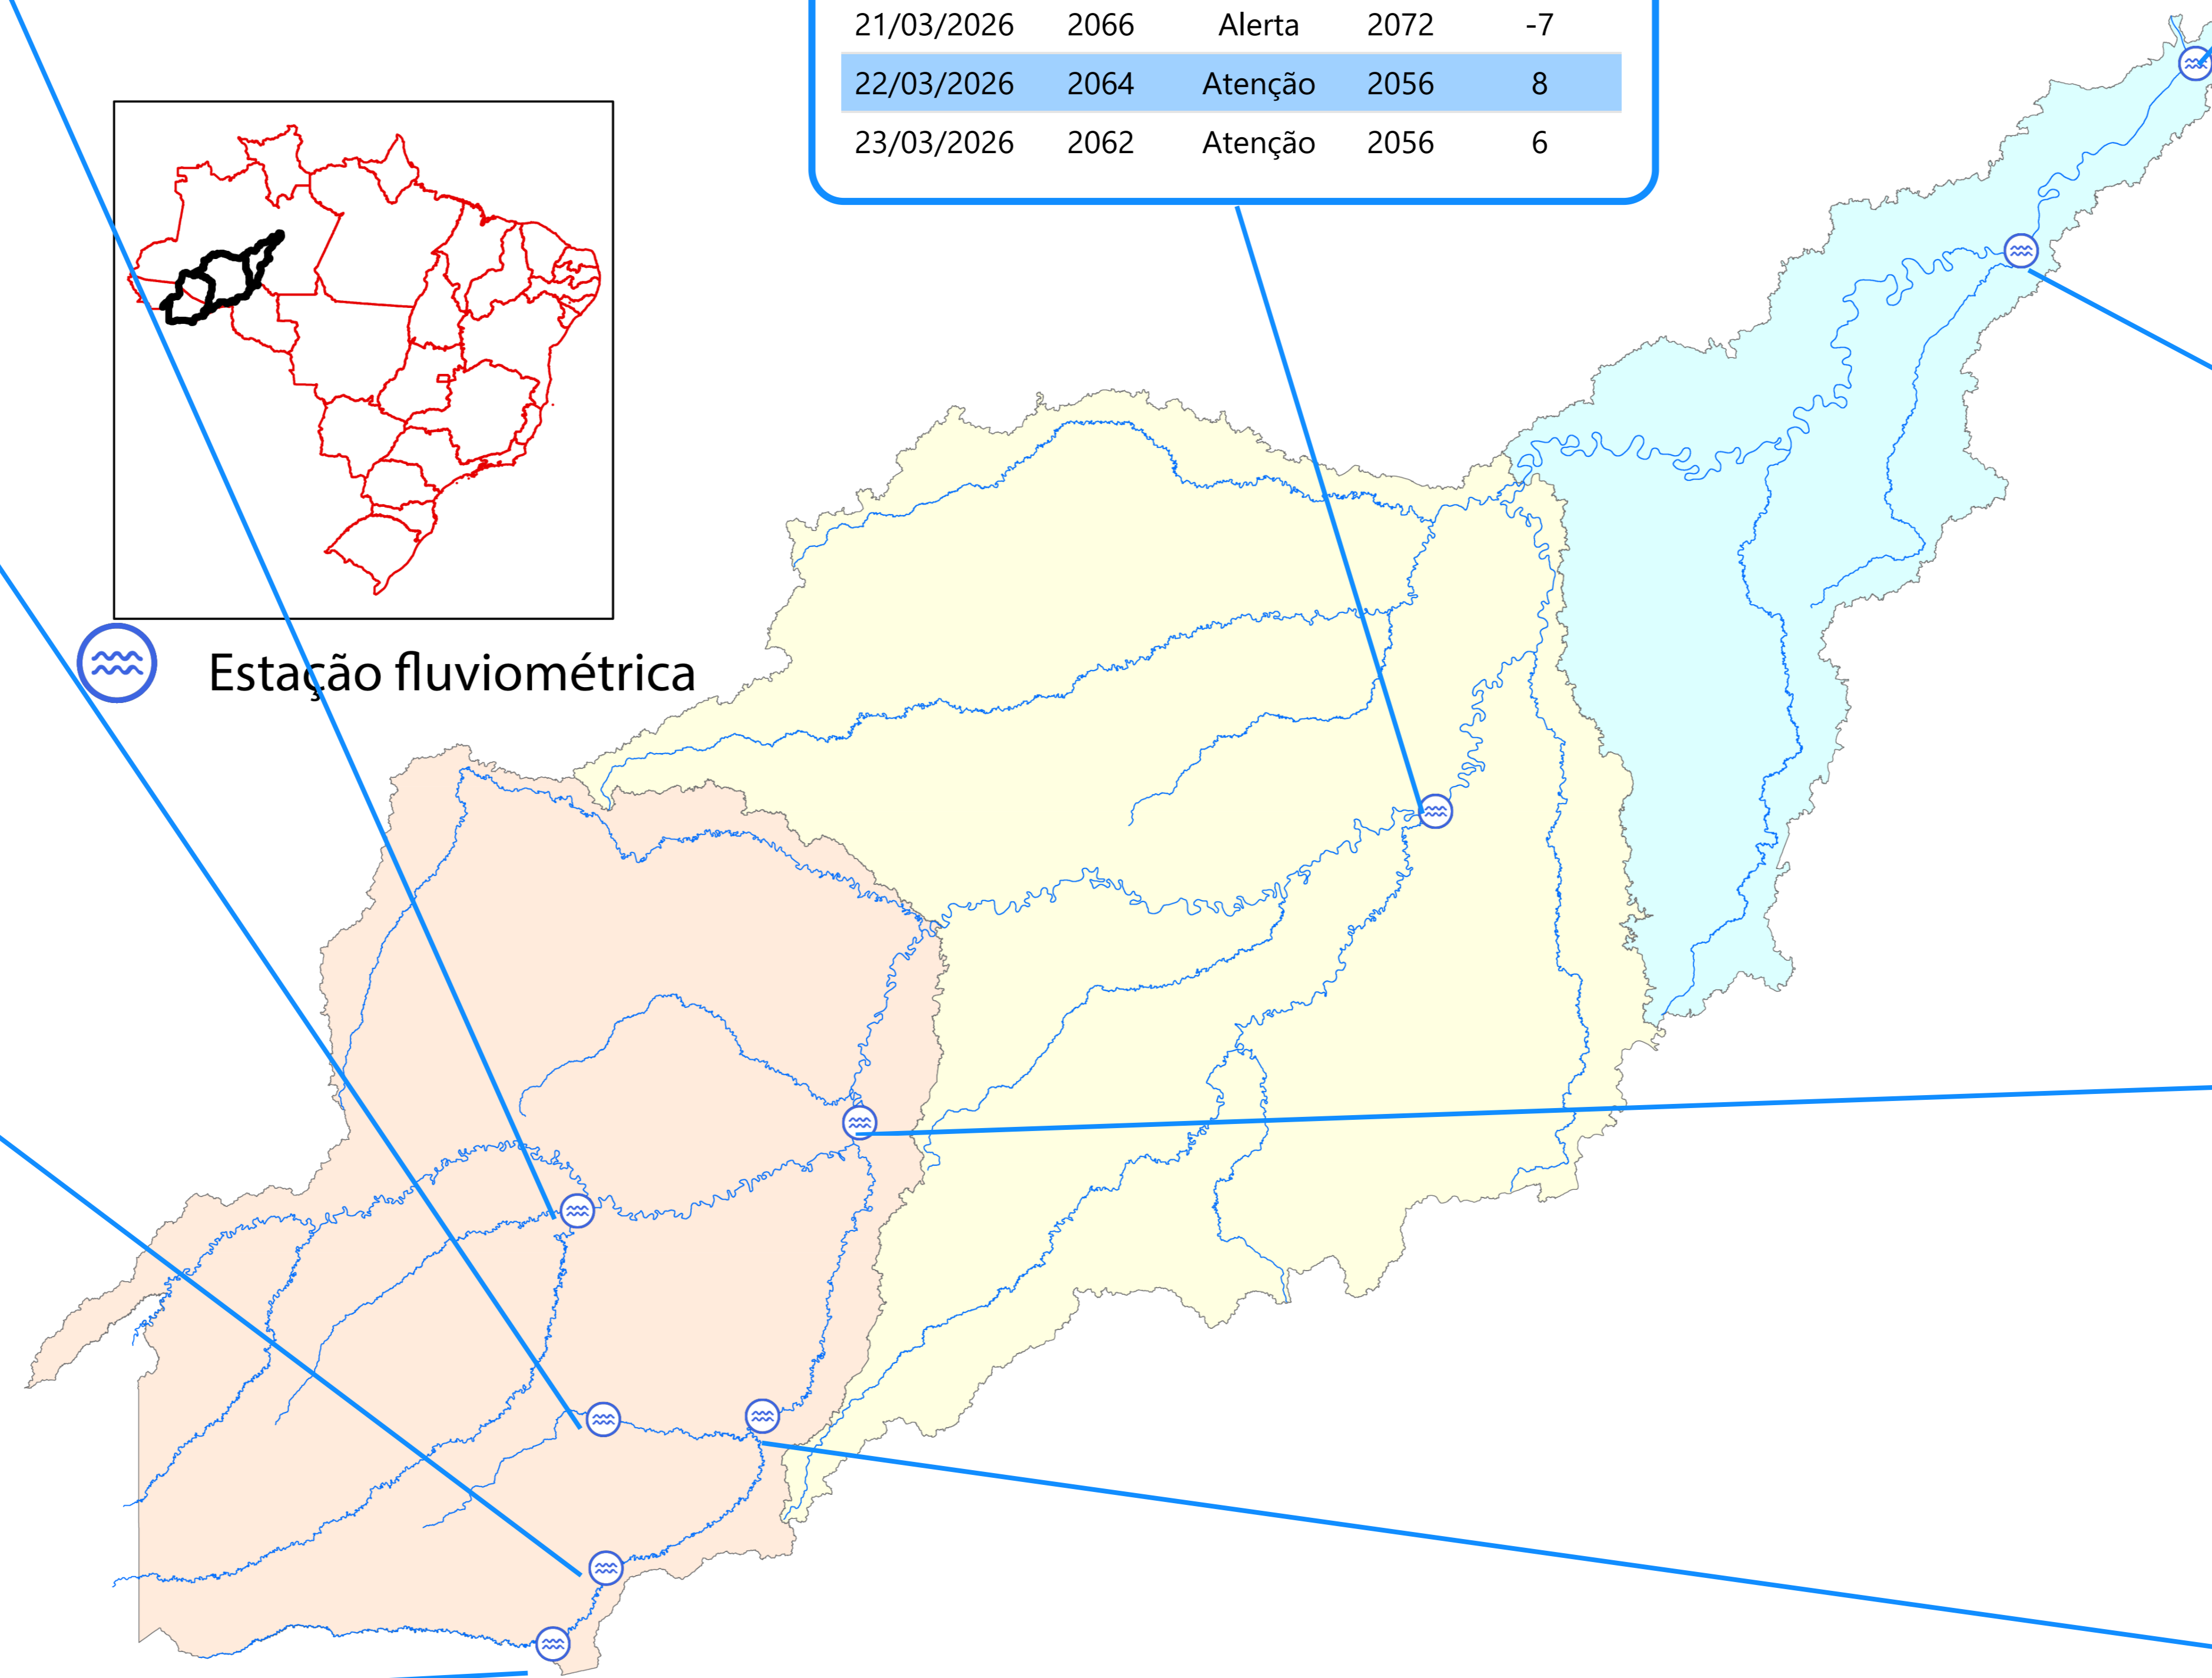 21/03/2026 2066 Alerta 2072 -7
22/03/2026 2064 Atenção 2056 8
23/03/2026 2062 Atenção 2056 6
Estação fluviométrica